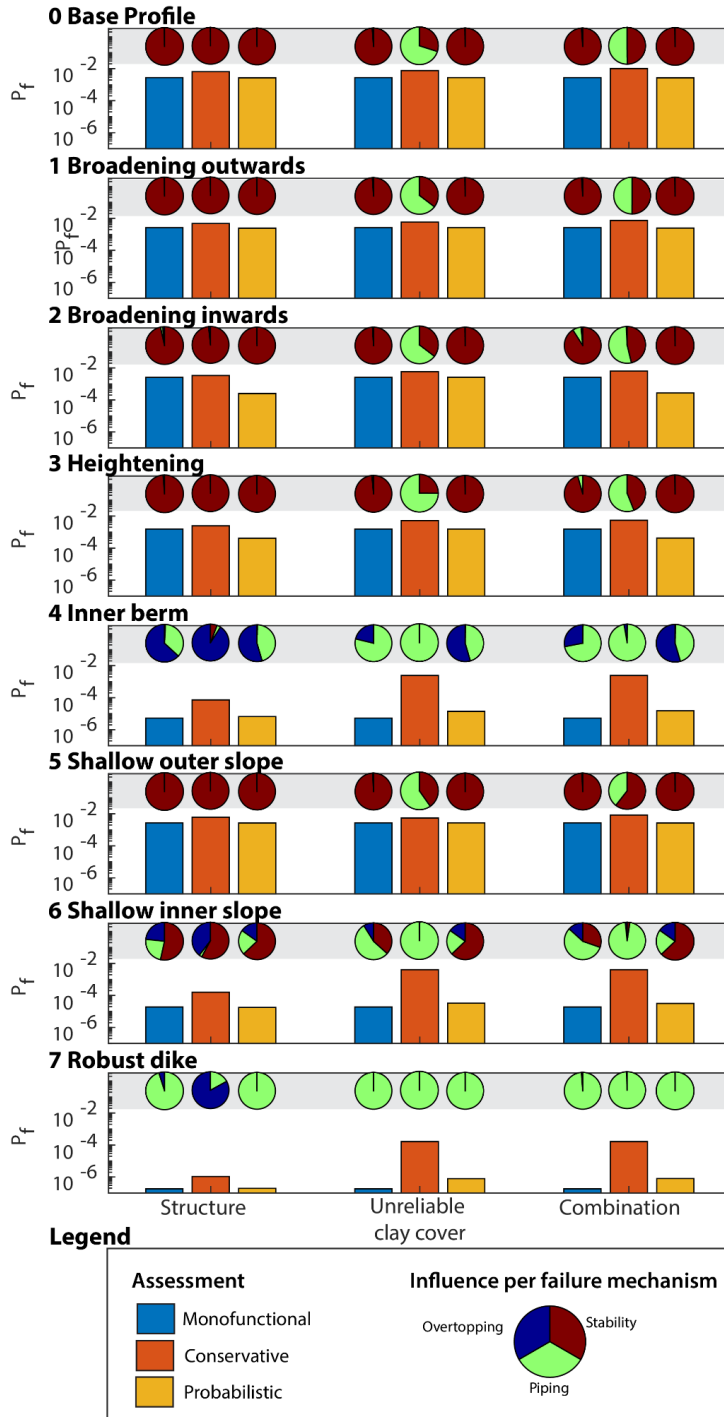 0 Base Profile
P_f
10 -2
10 -4
10 -6
1 Broadening outwards
P_f
10 -2
10 -4
10 -6
2 Broadening inwards
P_f
10 -2
10 -4
10 -6
3 Heightening
P_f
10 -2
10 -4
10 -6
4 Inner berm
P_f
10 -2
10 -4
10 -6
5 Shallow outer slope
P_f
10 -2
10 -4
10 -6
6 Shallow inner slope
P_f
10 -2
10 -4
10 -6
7 Robust dike
P_f
10 -2
10 -4
10 -6
Structure
Unreliable
clay cover
Combination
Legend
Assessment
Monofunctional
Conservative
Probabilistic
Influence per failure mechanism
Overtopping
Stability
Piping